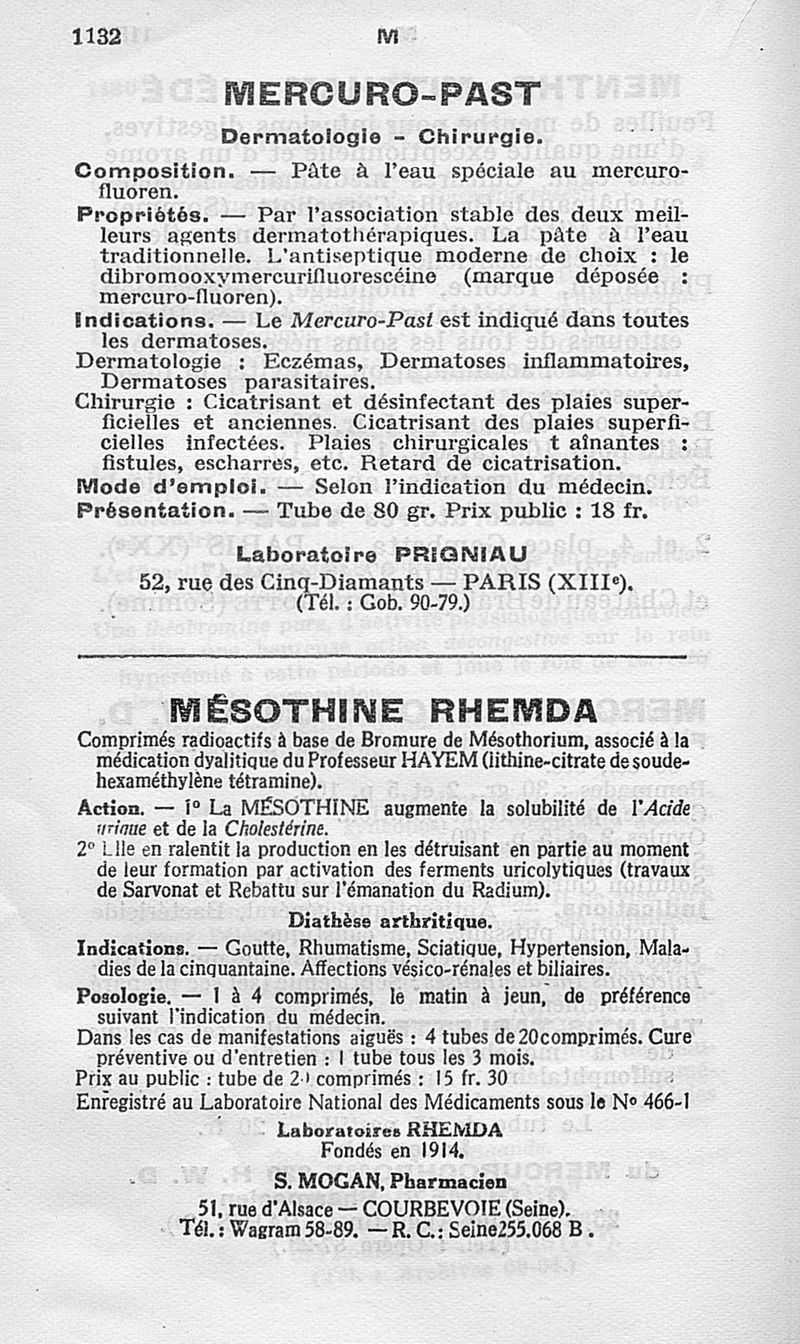 1132
M
MERCURO-PAST
Dermatologie - Chirurgie.
Composition. — Pâte à l'eau spéciale au mercuro-
fluoren.
Propriétés. — Par l'association stable des deux meil-
leurs agents dermatothérapiques. La pâte à l'eau
traditionnelle. L'antiseptique moderne de choix : le
dibromooxymercurifluorescéine (marque déposée :
mercuro-fluoren).
Indications. — Le Mercuro-Past est indiqué dans toutes
les dermatoses.
Dermatologie : Eczémas, Dermatoses inflammatoires,
Dermatoses parasitaires.
Chirurgie : Cicatrisant et désinfectant des plaies super-
ficielles et anciennes. Cicatrisant des plaies superfi-
cielles infectées. Plaies chirurgicales t aînantes :
fistules, escharres, etc. Retard de cicatrisation.
Mode d'emploi. — Selon l'indication du médecin.
Présentation. — Tube de 80 gr. Prix public : 18 fr.
Laboratoire PRIGNIAU
52, rue des Cinq-Diamants — PARIS (XIIIe).
(Tél. : Gob. 90-79.)
MÉSOTHINE RHEMDA
Comprimés radioactifs à base de Bromure de Mésothorium, associé à la
médication dyalitique du Professeur HAYEM (lithine-citrate de soude-
hexaméthylène tétramine).
Action. — 1° La MÉSOTHINE augmente la solubilité de l'Acide
urique et de la Cholestérine.
2° Elle en ralentit la production en les détruisant en partie au moment
de leur formation par activation des ferments uricolytiques (travaux
de Sarvonat et Rebattu sur l'émanation du Radium).
Diathèse arthritique.
Indications. — Goutte, Rhumatisme, Sciatique, Hypertension, Mala-
dies de la cinquantaine. Affections vésico-rénales et biliaires.
Posologie. — 1 à 4 comprimés, le matin à jeun, de préférence
suivant l'indication du médecin.
Dans les cas de manifestations aiguës : 4 tubes de 20 comprimés. Cure
préventive ou d'entretien : 1 tube tous les 3 mois.
Prix au public : tube de 20 comprimés : 15 fr. 30
Enregistré au Laboratoire National des Médicaments sous le No 466-1
Laboratoires RHEMDA
Fondés en 1914.
S. MOGAN, Pharmacien
51, rue d'Alsace — COURBEVOIE (Seine).
Tél. : Wagram 58-89. — R. C. : Seine 255.068 B.